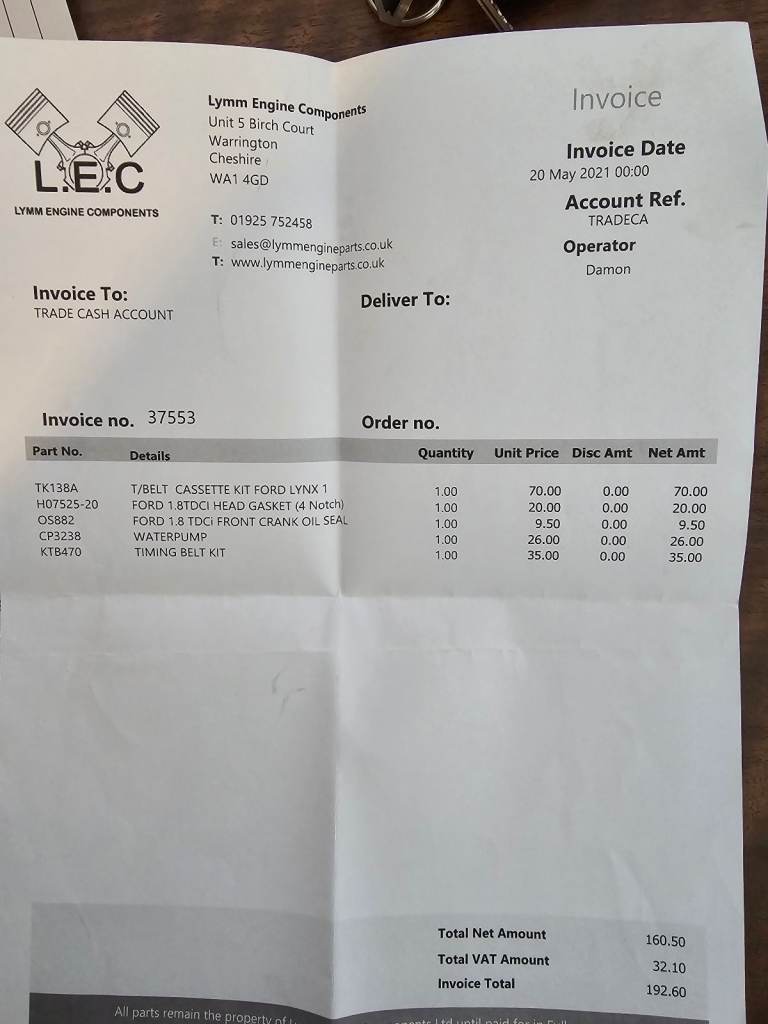 L.E.C
LYMM ENGINE COMPONENTS
Lymm Engine Components
Unit 5 Birch Court
Warrington
Cheshire
WA1 4GD
T: 01925 752458
E: sales@lymmengineparts.co.uk
T: www.lymmengineparts.co.uk
Invoice
Invoice Date
20 May 2021 00:00
Account Ref.
TRADECA
Operator
Damon
Invoice To:
TRADE CASH ACCOUNT
Deliver To:
Invoice no. 37553
Order no.
Part No. Details Quantity Unit Price Disc Amt Net Amt
TK138A T/BELT CASSETTE KIT FORD LYNX 1 1.00 70.00 0.00 70.00
H07525-20 FORD 1.8TDCI HEAD GASKET (4 Notch) 1.00 20.00 0.00 20.00
OS882 FORD 1.8 TDCi FRONT CRANK OIL SEAL 1.00 9.50 0.00 9.50
CP3238 WATERPUMP 1.00 26.00 0.00 26.00
KTB470 TIMING BELT KIT 1.00 35.00 0.00 35.00
Total Net Amount 160.50
Total VAT Amount 32.10
Invoice Total 192.60
All parts remain the property of Ltd until paid for in Full